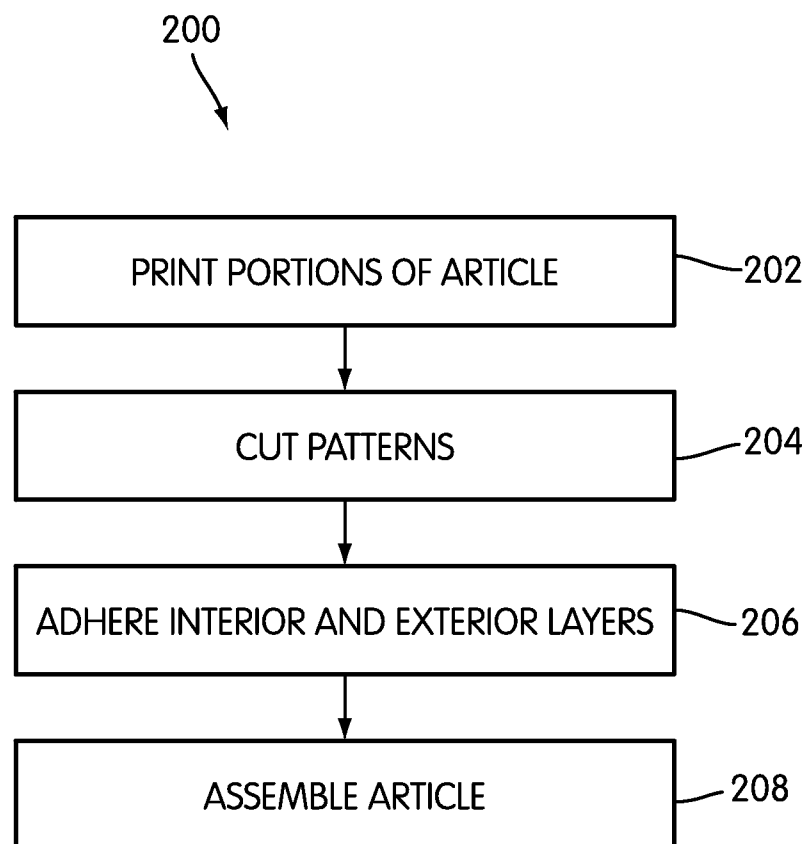 200
PRINT PORTIONS OF ARTICLE
202
CUT PATTERNS
204
ADHERE INTERIOR AND EXTERIOR LAYERS
206
ASSEMBLE ARTICLE
208